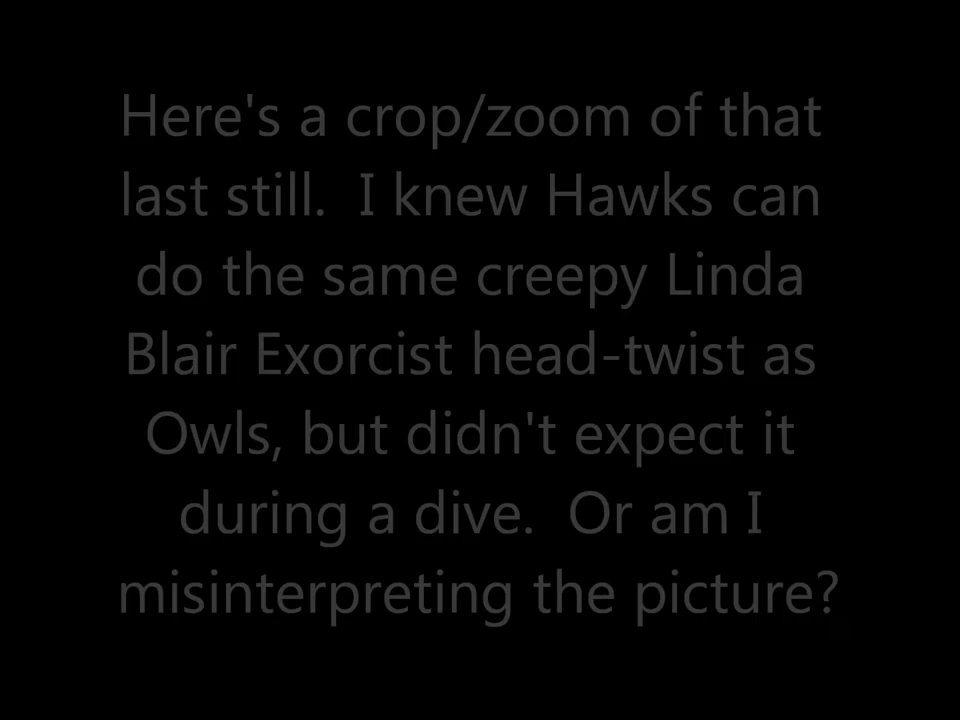 Here's a crop/zoom of that
last still.  I knew Hawks can
do the same creepy Linda
Blair Exorcist head-twist as
Owls, but didn't expect it
during a dive.  Or am I
misinterpreting the picture?